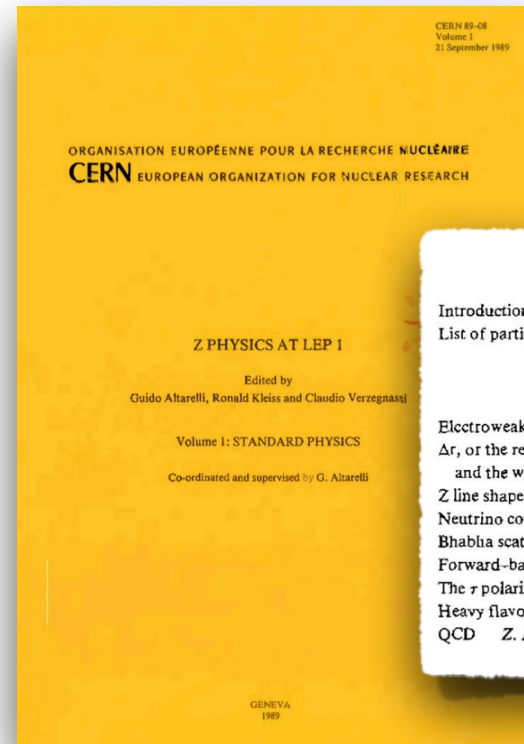 CERN 89-08
Volume 1
21 September 1989
ORGANISATION EUROPÉENNE POUR LA RECHERCHE NUCLÉAIRE
CERN EUROPEAN ORGANIZATION FOR NUCLEAR RESEARCH
Z PHYSICS AT LEP 1
Edited by
Guido Altarelli, Ronald Kleiss and Claudio Verzegnassi
Volume 1: STANDARD PHYSICS
Co-ordinated and supervised by G. Altarelli
GENEVA
1989
Introduction
List of parti
Electroweak
Δr, or the re
and the w
Z line shape
Neutrino co
Bhabha scat
Forward-ba
The τ polari
Heavy flavo
QCD Z.